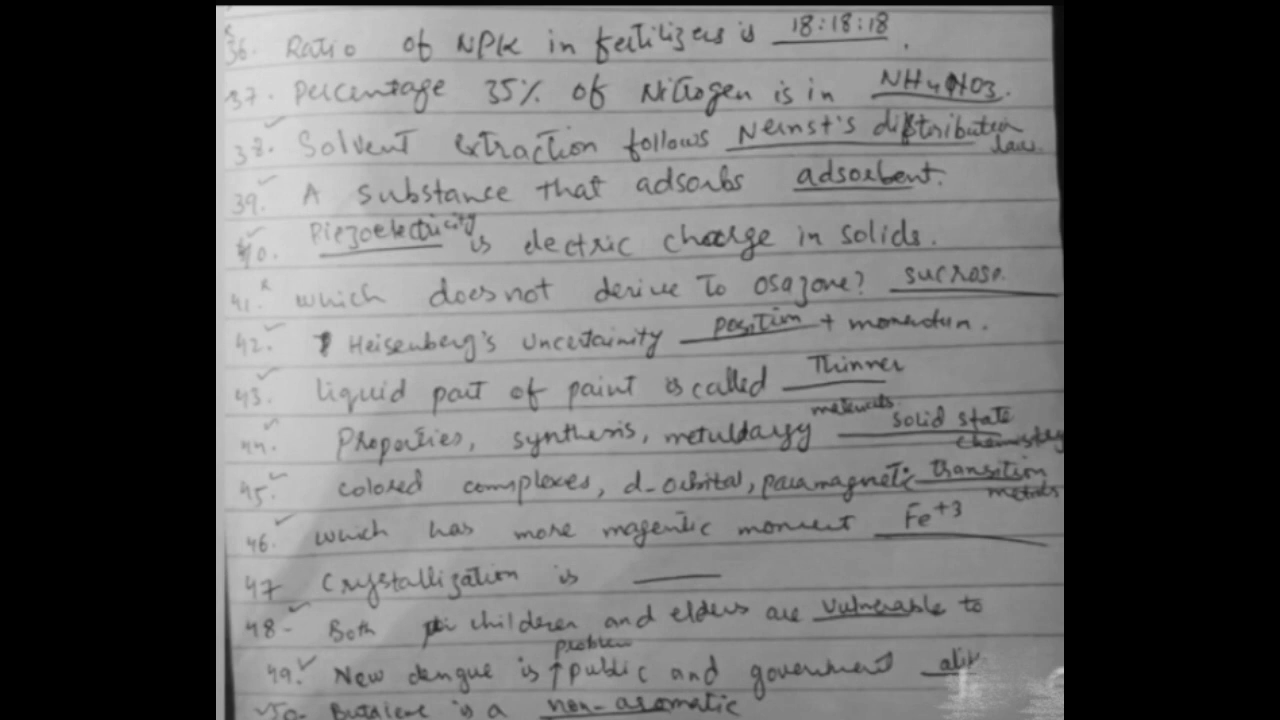 36. Ratio of NPK in fertilizers is 18:18:18.
37. Percentage 35% of Nitrogen is in NH4NO3.
38. Solvent extraction follows Nernst's distribution law.
39. A substance that adsorbs adsorbent.
40. Piezoelectricity is electric charge in solids.
41. which does not derive to osazone? sucrose.
42. Heisenberg's uncertainity position + momentum.
43. liquid part of paint is called Thinner
44. Properties, synthesis, metuldargy materials solid state chemistry
45. colored complexes, d-orbital, paramagnetic transition metals
46. which has more magentic moment Fe+3
47 Crystallization is ____
48- Both children and elders are vulnerable to
49. New dengue is ↑ problem public and government
50- is a non-aromatic